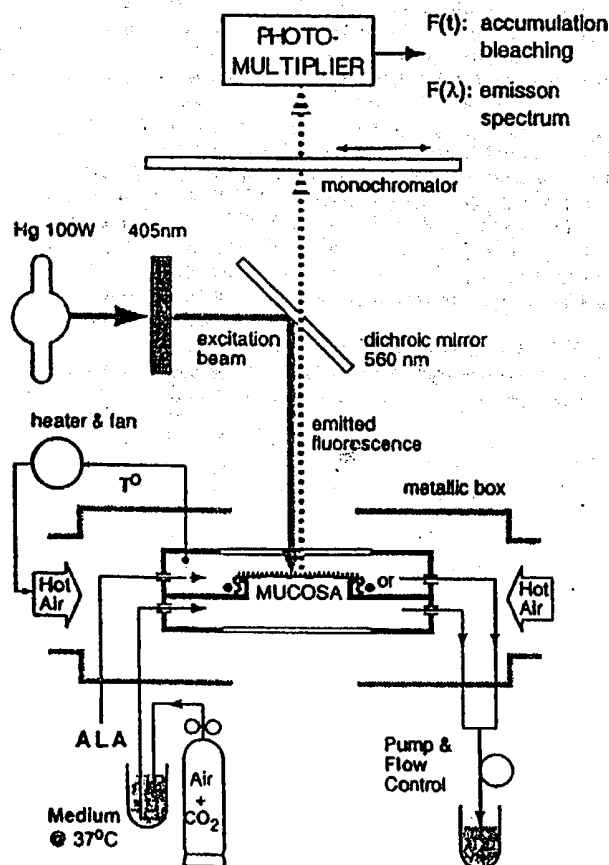 PHOTO-
MULTIPLIER
F(t): accumulation
bleaching
F(λ): emisson
spectrum
monochromator
Hg 100W
405nm
excitation
beam
dichroic mirror
560 nm
emitted
fluorescence
heater & fan
T°
metallic box
Hot
Air
or
MUCOSA
Hot
Air
ALA
Air
+
CO2
Medium
@ 37°C
Pump &
Flow
Control